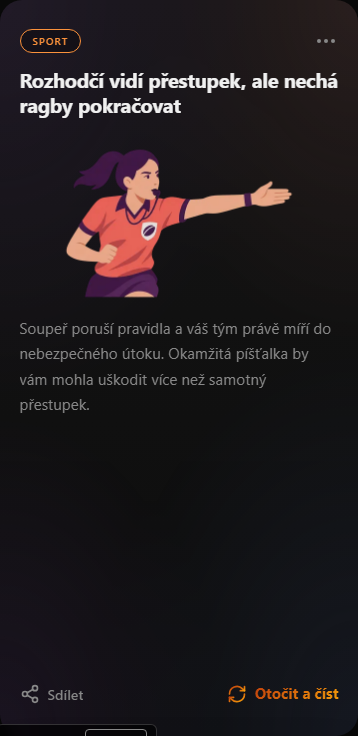 SPORT
Rozhodčí vidí přestupek, ale nechá
ragby pokračovat
Soupeř poruší pravidla a váš tým právě míří do
nebezpečného útoku. Okamžitá píšťalka by
vám mohla uškodit více než samotný
přestupek.
Sdílet
Otočit a číst